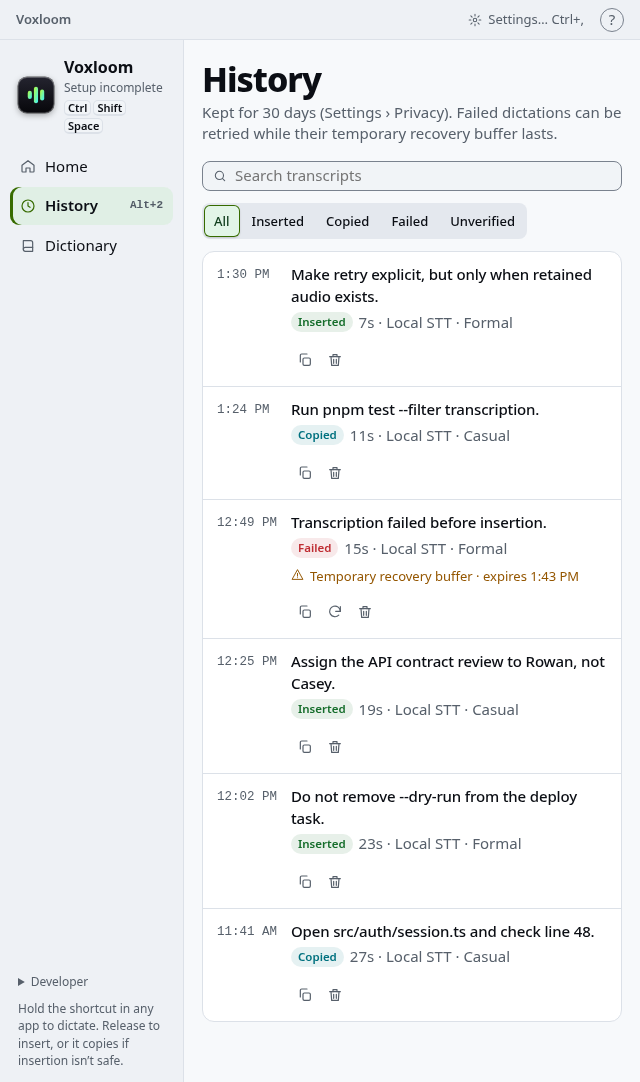 Voxloom
Settings... Ctrl+,
?
Voxloom
Setup incomplete
Ctrl Shift
Space
Home
History Alt+2
Dictionary
Developer
Hold the shortcut in any
app to dictate. Release to
insert, or it copies if
insertion isn’t safe.
History
Kept for 30 days (Settings › Privacy). Failed dictations can be
retried while their temporary recovery buffer lasts.
Search transcripts
All Inserted Copied Failed Unverified
1:30 PM
Make retry explicit, but only when retained
audio exists.
Inserted 7s · Local STT · Formal
1:24 PM
Run pnpm test --filter transcription.
Copied 11s · Local STT · Casual
12:49 PM
Transcription failed before insertion.
Failed 15s · Local STT · Formal
Temporary recovery buffer · expires 1:43 PM
12:25 PM
Assign the API contract review to Rowan, not
Casey.
Inserted 19s · Local STT · Casual
12:02 PM
Do not remove --dry-run from the deploy
task.
Inserted 23s · Local STT · Formal
11:41 AM
Open src/auth/session.ts and check line 48.
Copied 27s · Local STT · Casual